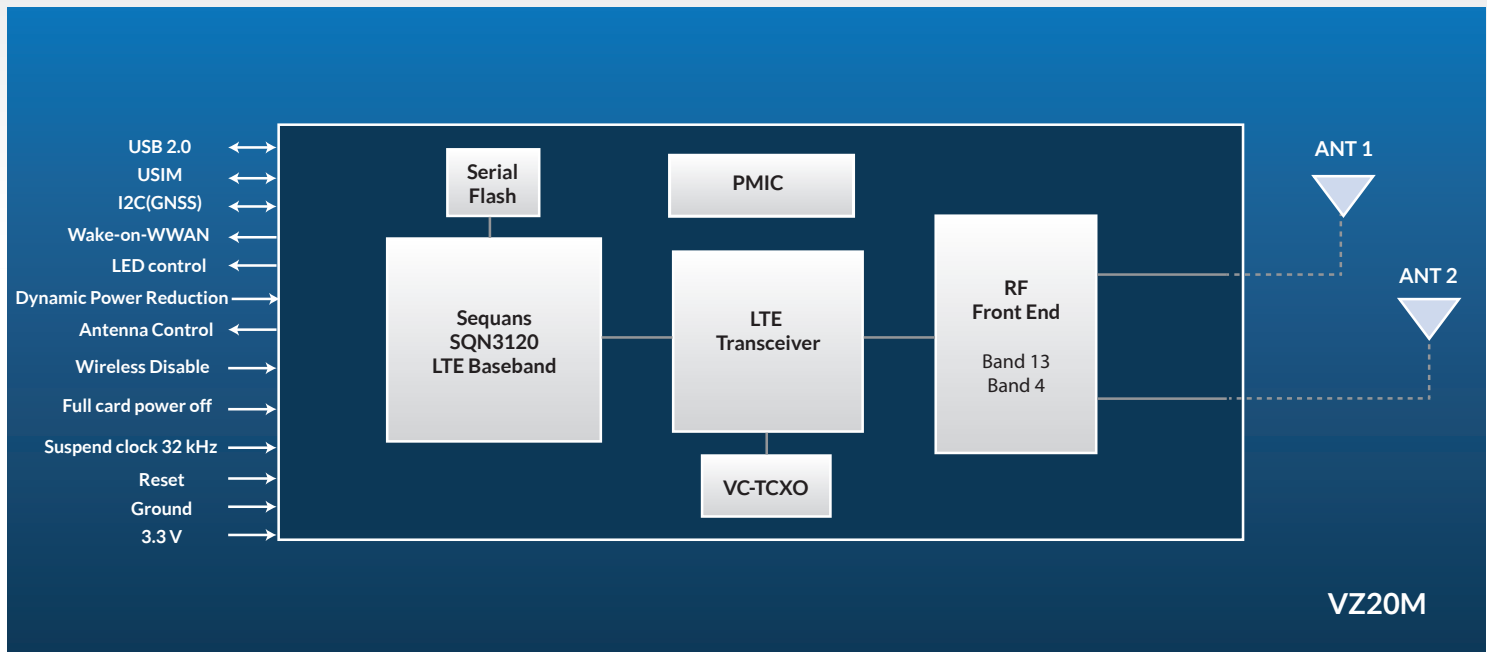 USB 2.0
USIM
I2C(GNSS)
Wake-on-WWAN
LED control
Dynamic Power Reduction
Antenna Control
Wireless Disable
Full card power off
Suspend clock 32 kHz
Reset
Ground
3.3 V
Serial
Flash
PMIC
Sequans
SQN3120
LTE Baseband
LTE
Transceiver
VC-TCXO
RF
Front End
Band 13
Band 4
ANT 1
ANT 2
VZ20M